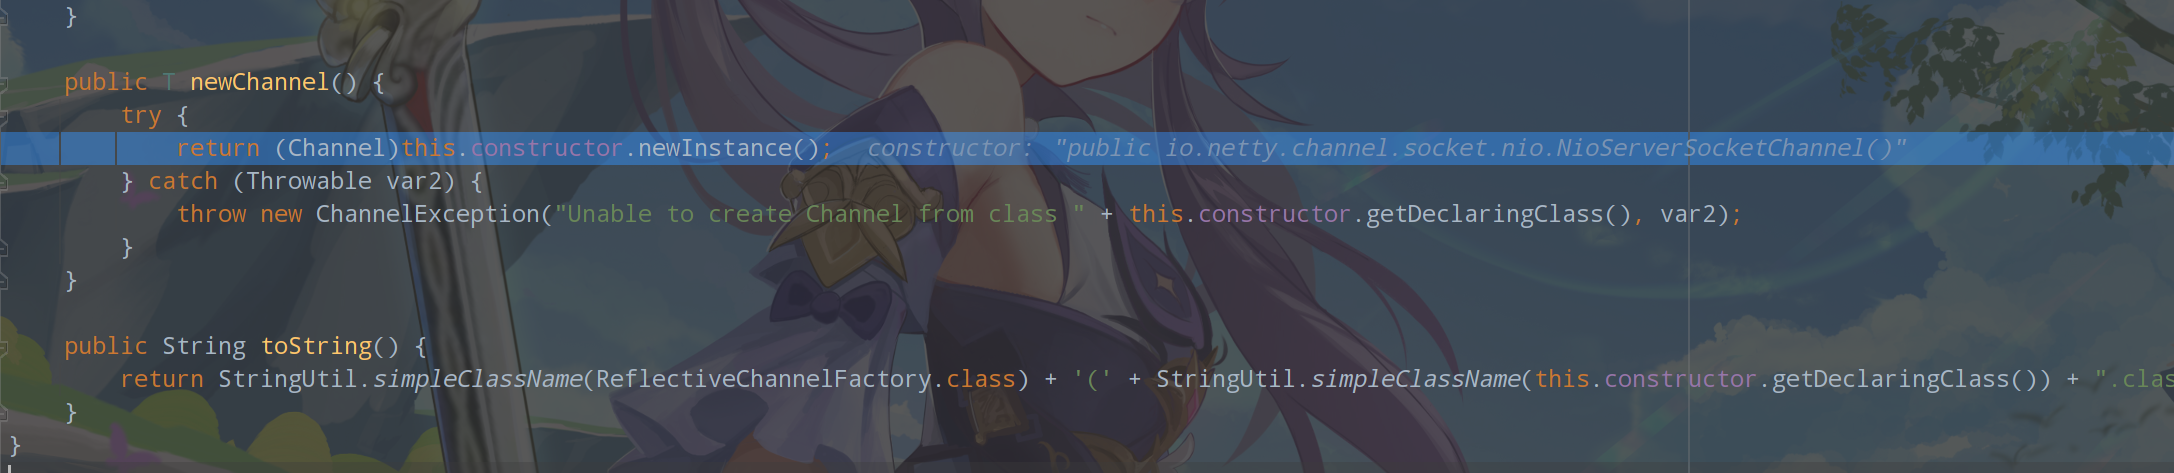 }
public T newChannel() {
try {
return (Channel)this.constructor.newInstance(); constructor: "public io.netty.channel.socket.nio.NioServerSocketChannel()"
} catch (Throwable var2) {
throw new ChannelException("Unable to create Channel from class " + this.constructor.getDeclaringClass(), var2);
}
}
public String toString() {
return StringUtil.simpleClassName(ReflectiveChannelFactory.class) + '(' + StringUtil.simpleClassName(this.constructor.getDeclaringClass()) + ".clas
}
}